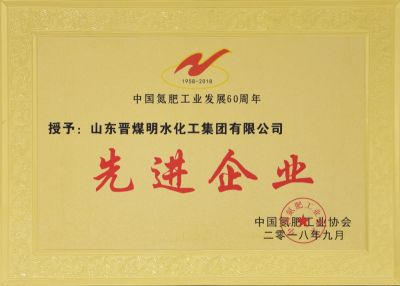 1958-2018
中国氮肥工业发展60周年
授予：山东晋煤明水化工集团有限公司
先进企业
中国氮肥工业协会
二零一八年九月